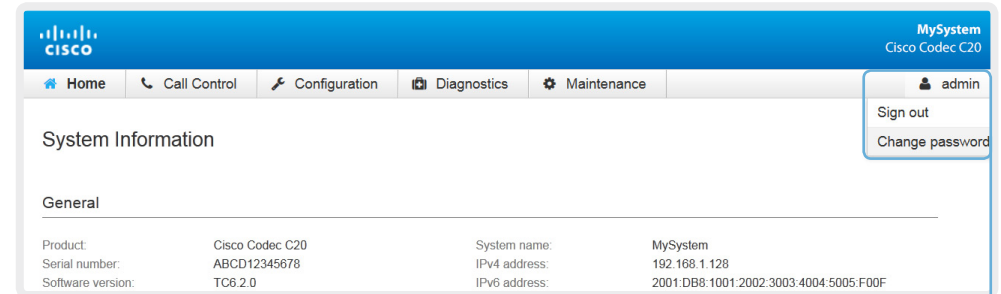 CISCO
MySystem
Cisco Codec C20
Home Call Control Configuration Diagnostics Maintenance admin
Sign out
Change password
System Information
General
Product: Cisco Codec C20 System name: MySystem
Serial number: ABCD12345678 IPv4 address: 192.168.1.128
Software version: TC6.2.0 IPv6 address: 2001:DB8:1001:2002:3003:4004:5005:F00F